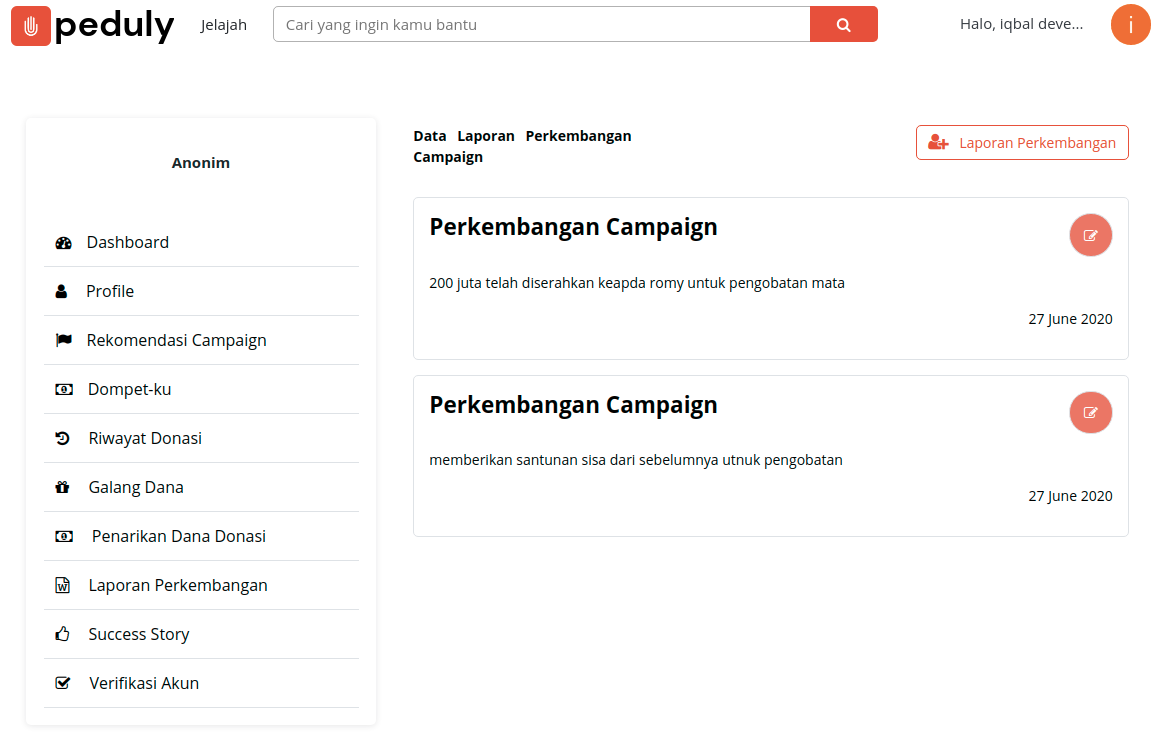 peduly
Jelajah
Cari yang ingin kamu bantu
Halo, iqbal deve...
i
Anonim
Dashboard
Profile
Rekomendasi Campaign
Dompet-ku
Riwayat Donasi
Galang Dana
Penarikan Dana Donasi
Laporan Perkembangan
Success Story
Verifikasi Akun
Data Laporan Perkembangan
Campaign
Laporan Perkembangan
Perkembangan Campaign
200 juta telah diserahkan keapda romy untuk pengobatan mata
27 June 2020
Perkembangan Campaign
memberikan santunan sisa dari sebelumnya utnuk pengobatan
27 June 2020